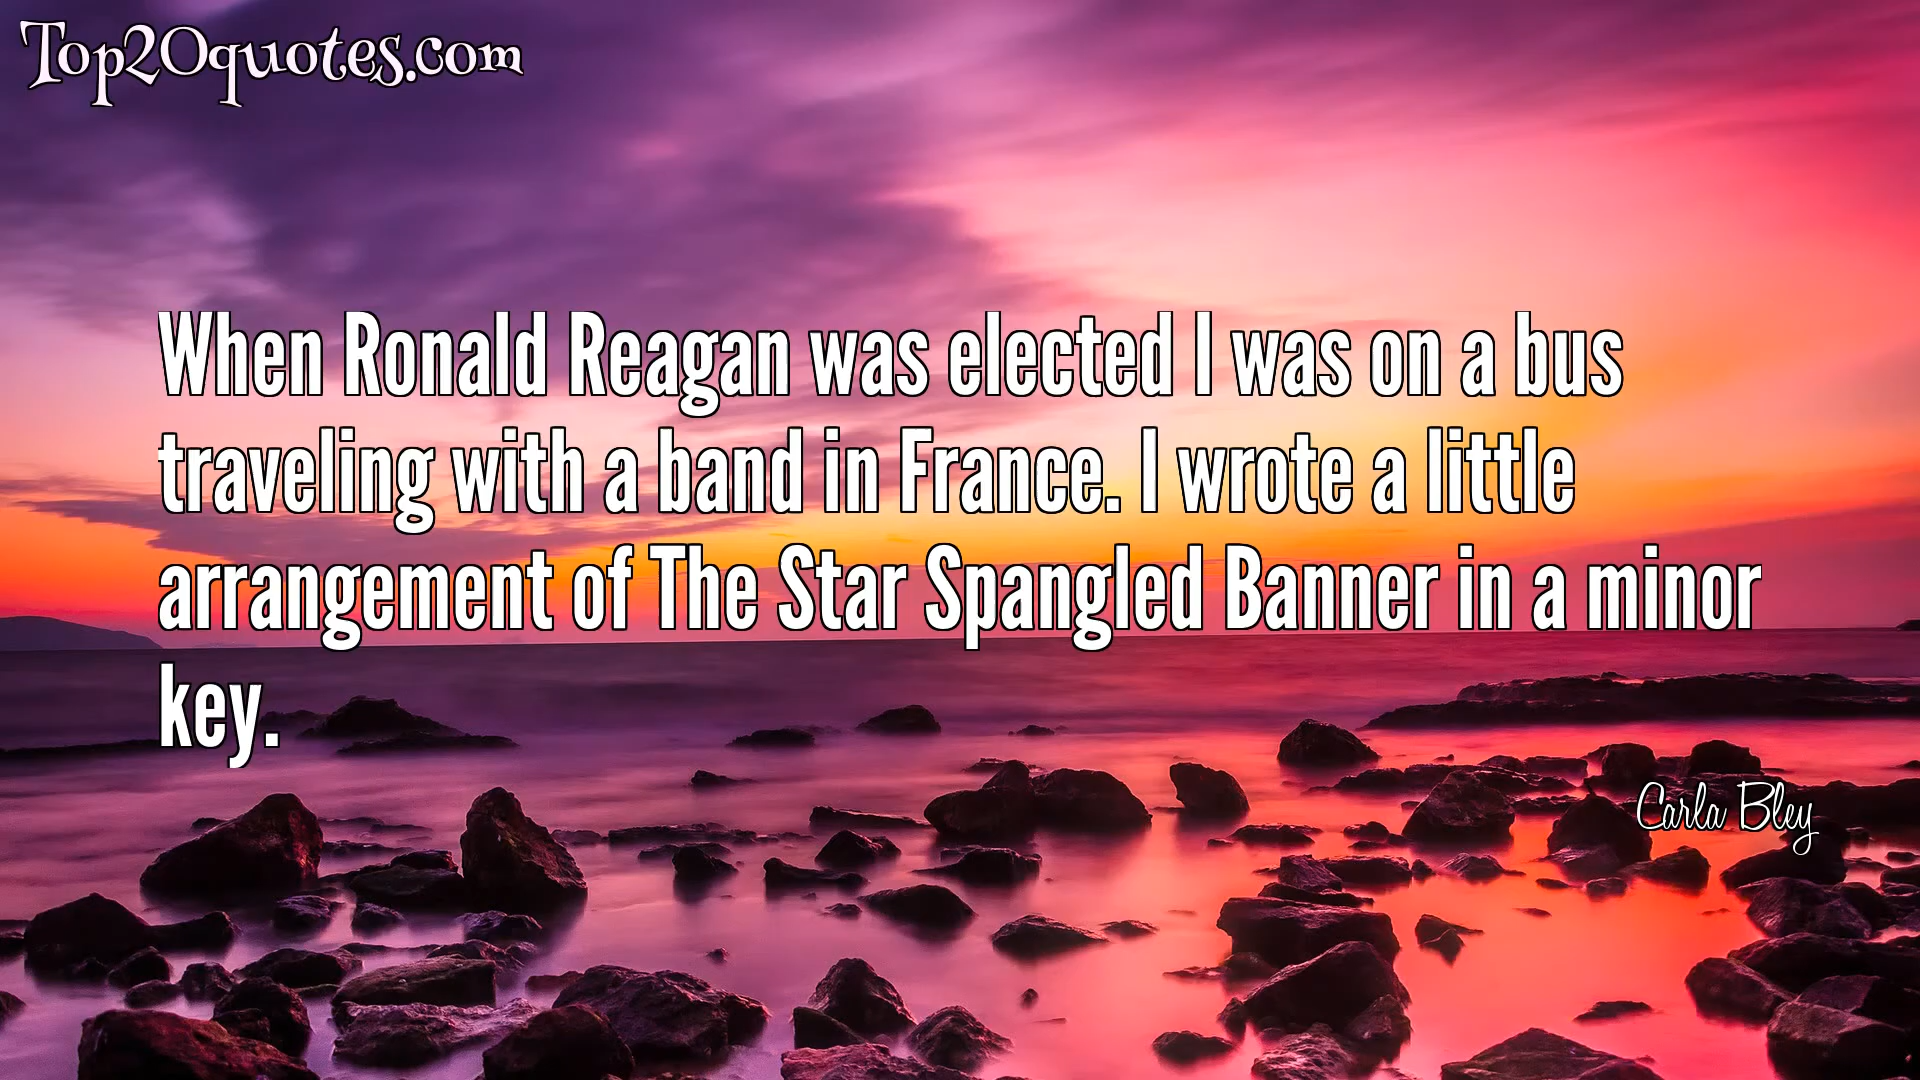 Top20quotes.com
When Ronald Reagan was elected I was on a bus
traveling with a band in France. I wrote a little
arrangement of The Star Spangled Banner in a minor
key.
Carla Bley